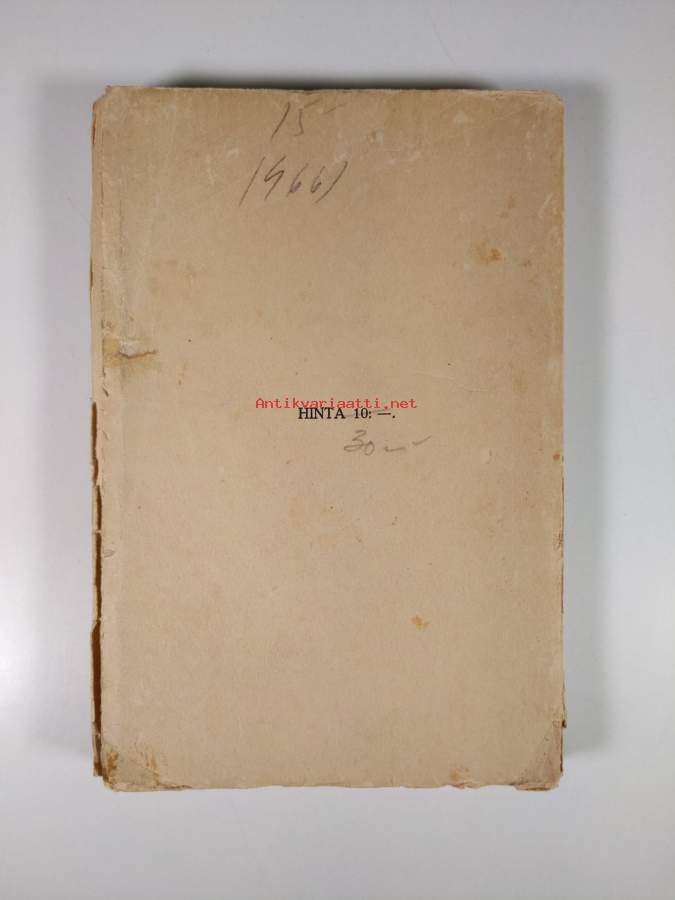 15-
1966)
Antikvariaatti.net
HINTA 10: —.
30 —